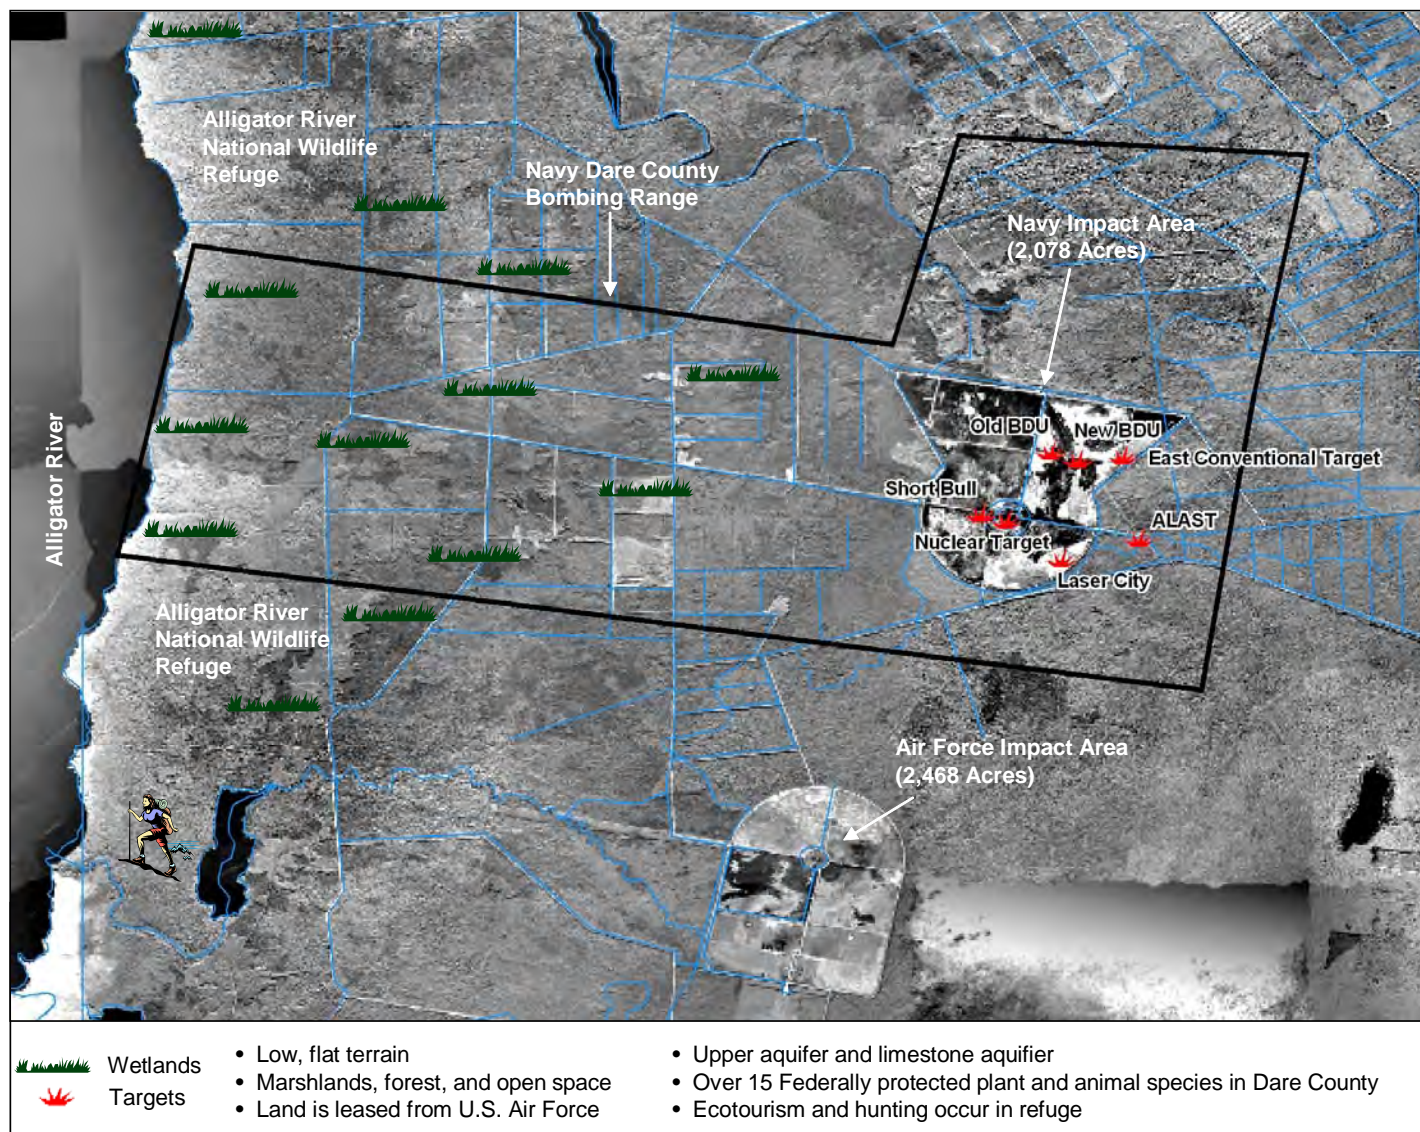 Alligator River
National Wildlife
Refuge
Navy Dare County
Bombing Range
Navy Impact Area
(2,078 Acres)
Old BDU
New BDU
East Conventional Target
Short Bull
ALAST
Nuclear Target
Laser City
Alligator River
Alligator River
National Wildlife
Refuge
Air Force Impact Area
(2,468 Acres)
Wetlands
Targets
• Low, flat terrain
• Marshlands, forest, and open space
• Land is leased from U.S. Air Force
• Upper aquifer and limestone aquifier
• Over 15 Federally protected plant and animal species in Dare County
• Ecotourism and hunting occur in refuge